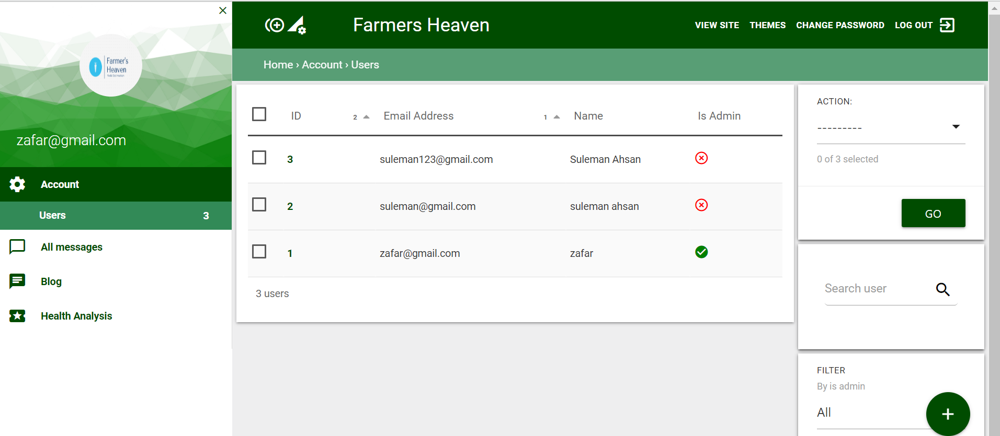 Farmer's
Heaven
Yield Estimation
zafar@gmail.com
Account
Users 3
All messages
Blog
Health Analysis
Farmers Heaven
VIEW SITE THEMES CHANGE PASSWORD LOG OUT
Home › Account › Users
ID 2 Email Address 1 Name Is Admin
3 suleman123@gmail.com Suleman Ahsan
2 suleman@gmail.com suleman ahsan
1 zafar@gmail.com zafar
3 users
ACTION:
---------
0 of 3 selected
GO
Search user
FILTER
By is admin
All